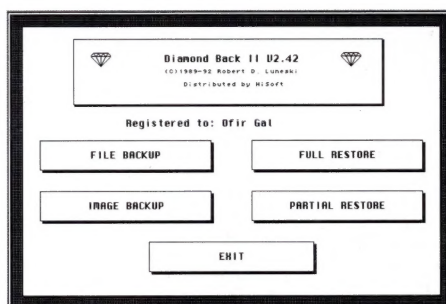 Diamond Back II V2.42
(C)1989-92 Robert D. Luneski
Distributed by HiSoft
Registered to: Ofir Gal
FILE BACKUP
FULL RESTORE
IMAGE BACKUP
PARTIAL RESTORE
EXIT